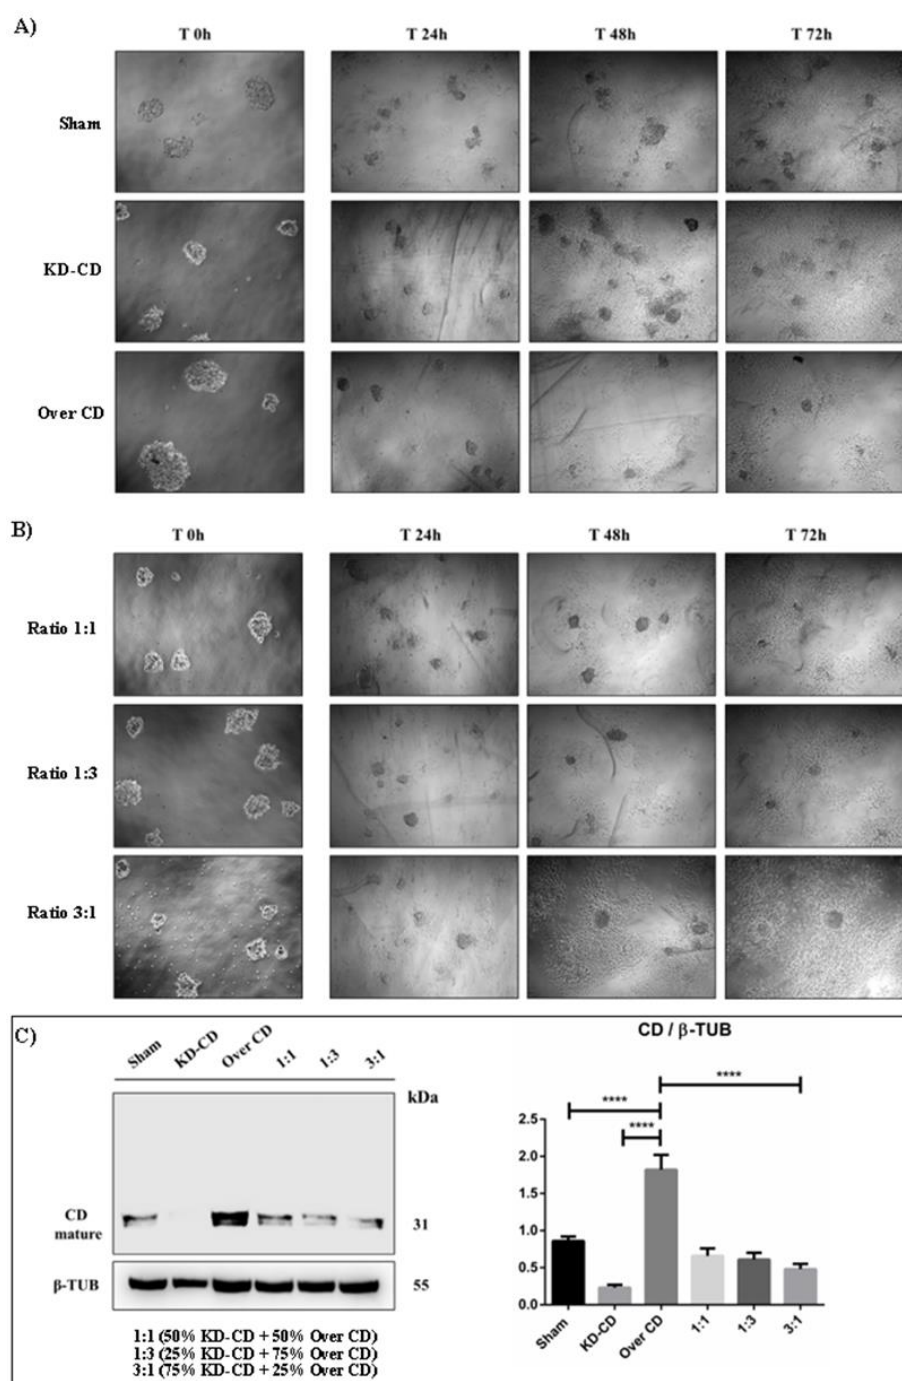 A)
T 0h T 24h T 48h T 72h
Sham
KD-CD
Over CD
B)
T 0h T 24h T 48h T 72h
Ratio 1:1
Ratio 1:3
Ratio 3:1
C)
Sham KD-CD Over CD 1:1 1:3 3:1
kDa
CD
mature
31
β-TUB
55
1:1 (50% KD-CD + 50% Over CD)
1:3 (25% KD-CD + 75% Over CD)
3:1 (75% KD-CD + 25% Over CD)
CD / β-TUB
****
****
****
2.5
2.0
1.5
1.0
0.5
0.0
Sham KD-CD Over CD 1:1 1:3 3:1